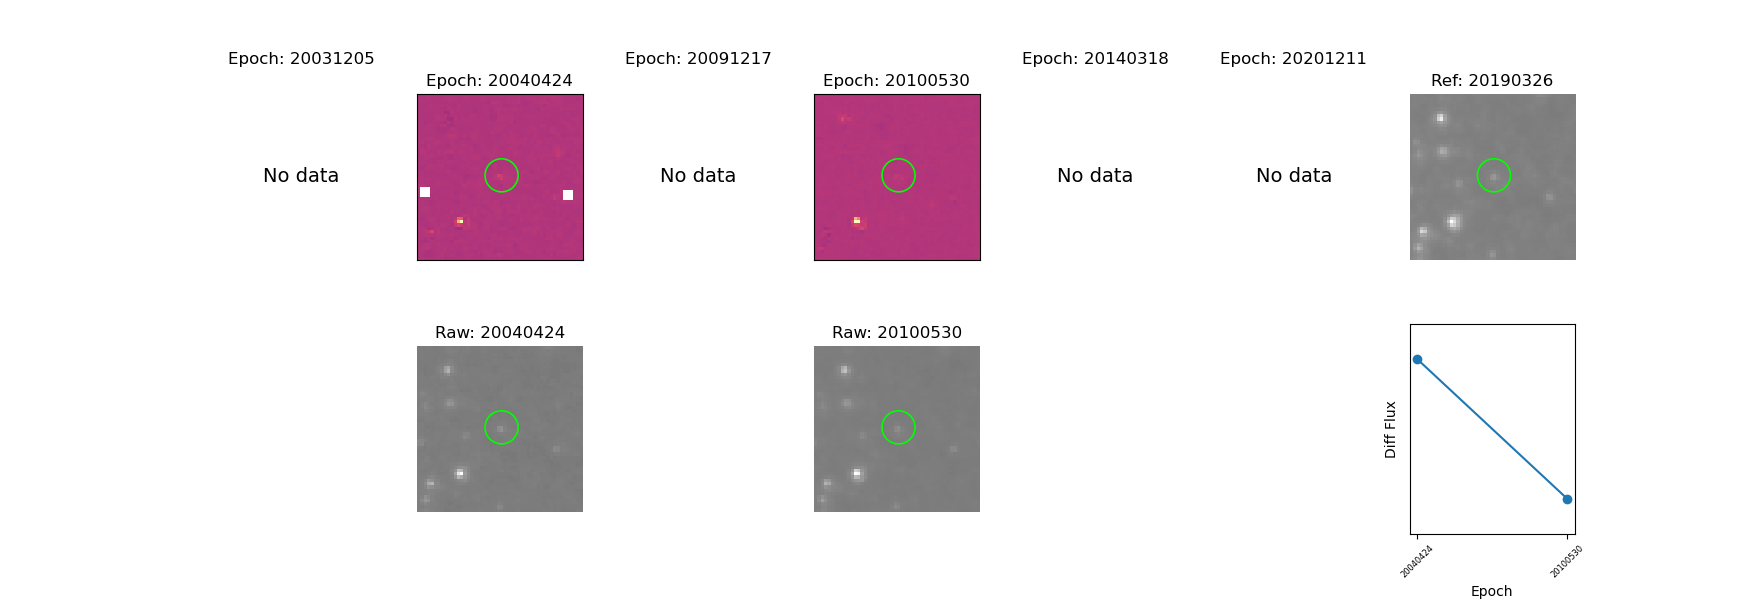 Epoch: 20031205
Epoch: 20040424
Epoch: 20091217
Epoch: 20100530
Epoch: 20140318
Epoch: 20201211
Ref: 20190326
No data
No data
No data
No data
Raw: 20040424
Raw: 20100530
Diff Flux
20040424
20100530
Epoch